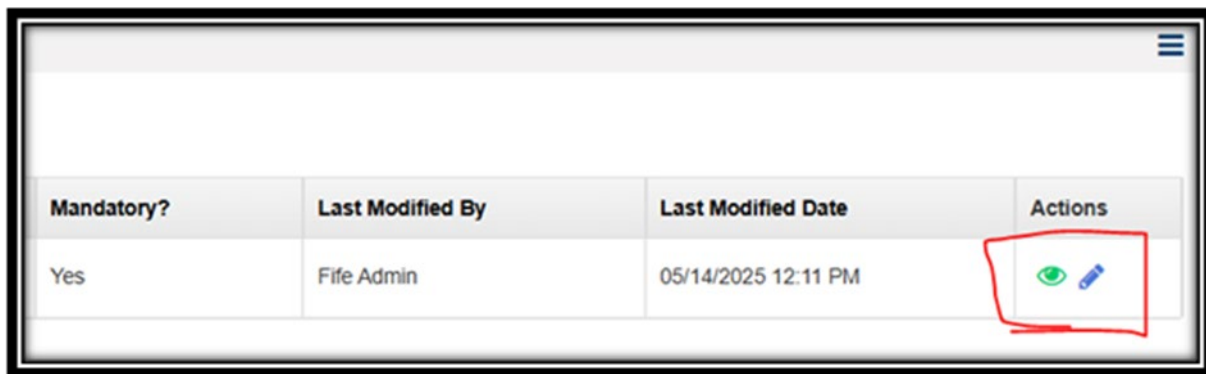 Mandatory? Last Modified By Last Modified Date Actions
Yes Fife Admin 05/14/2025 12:11 PM